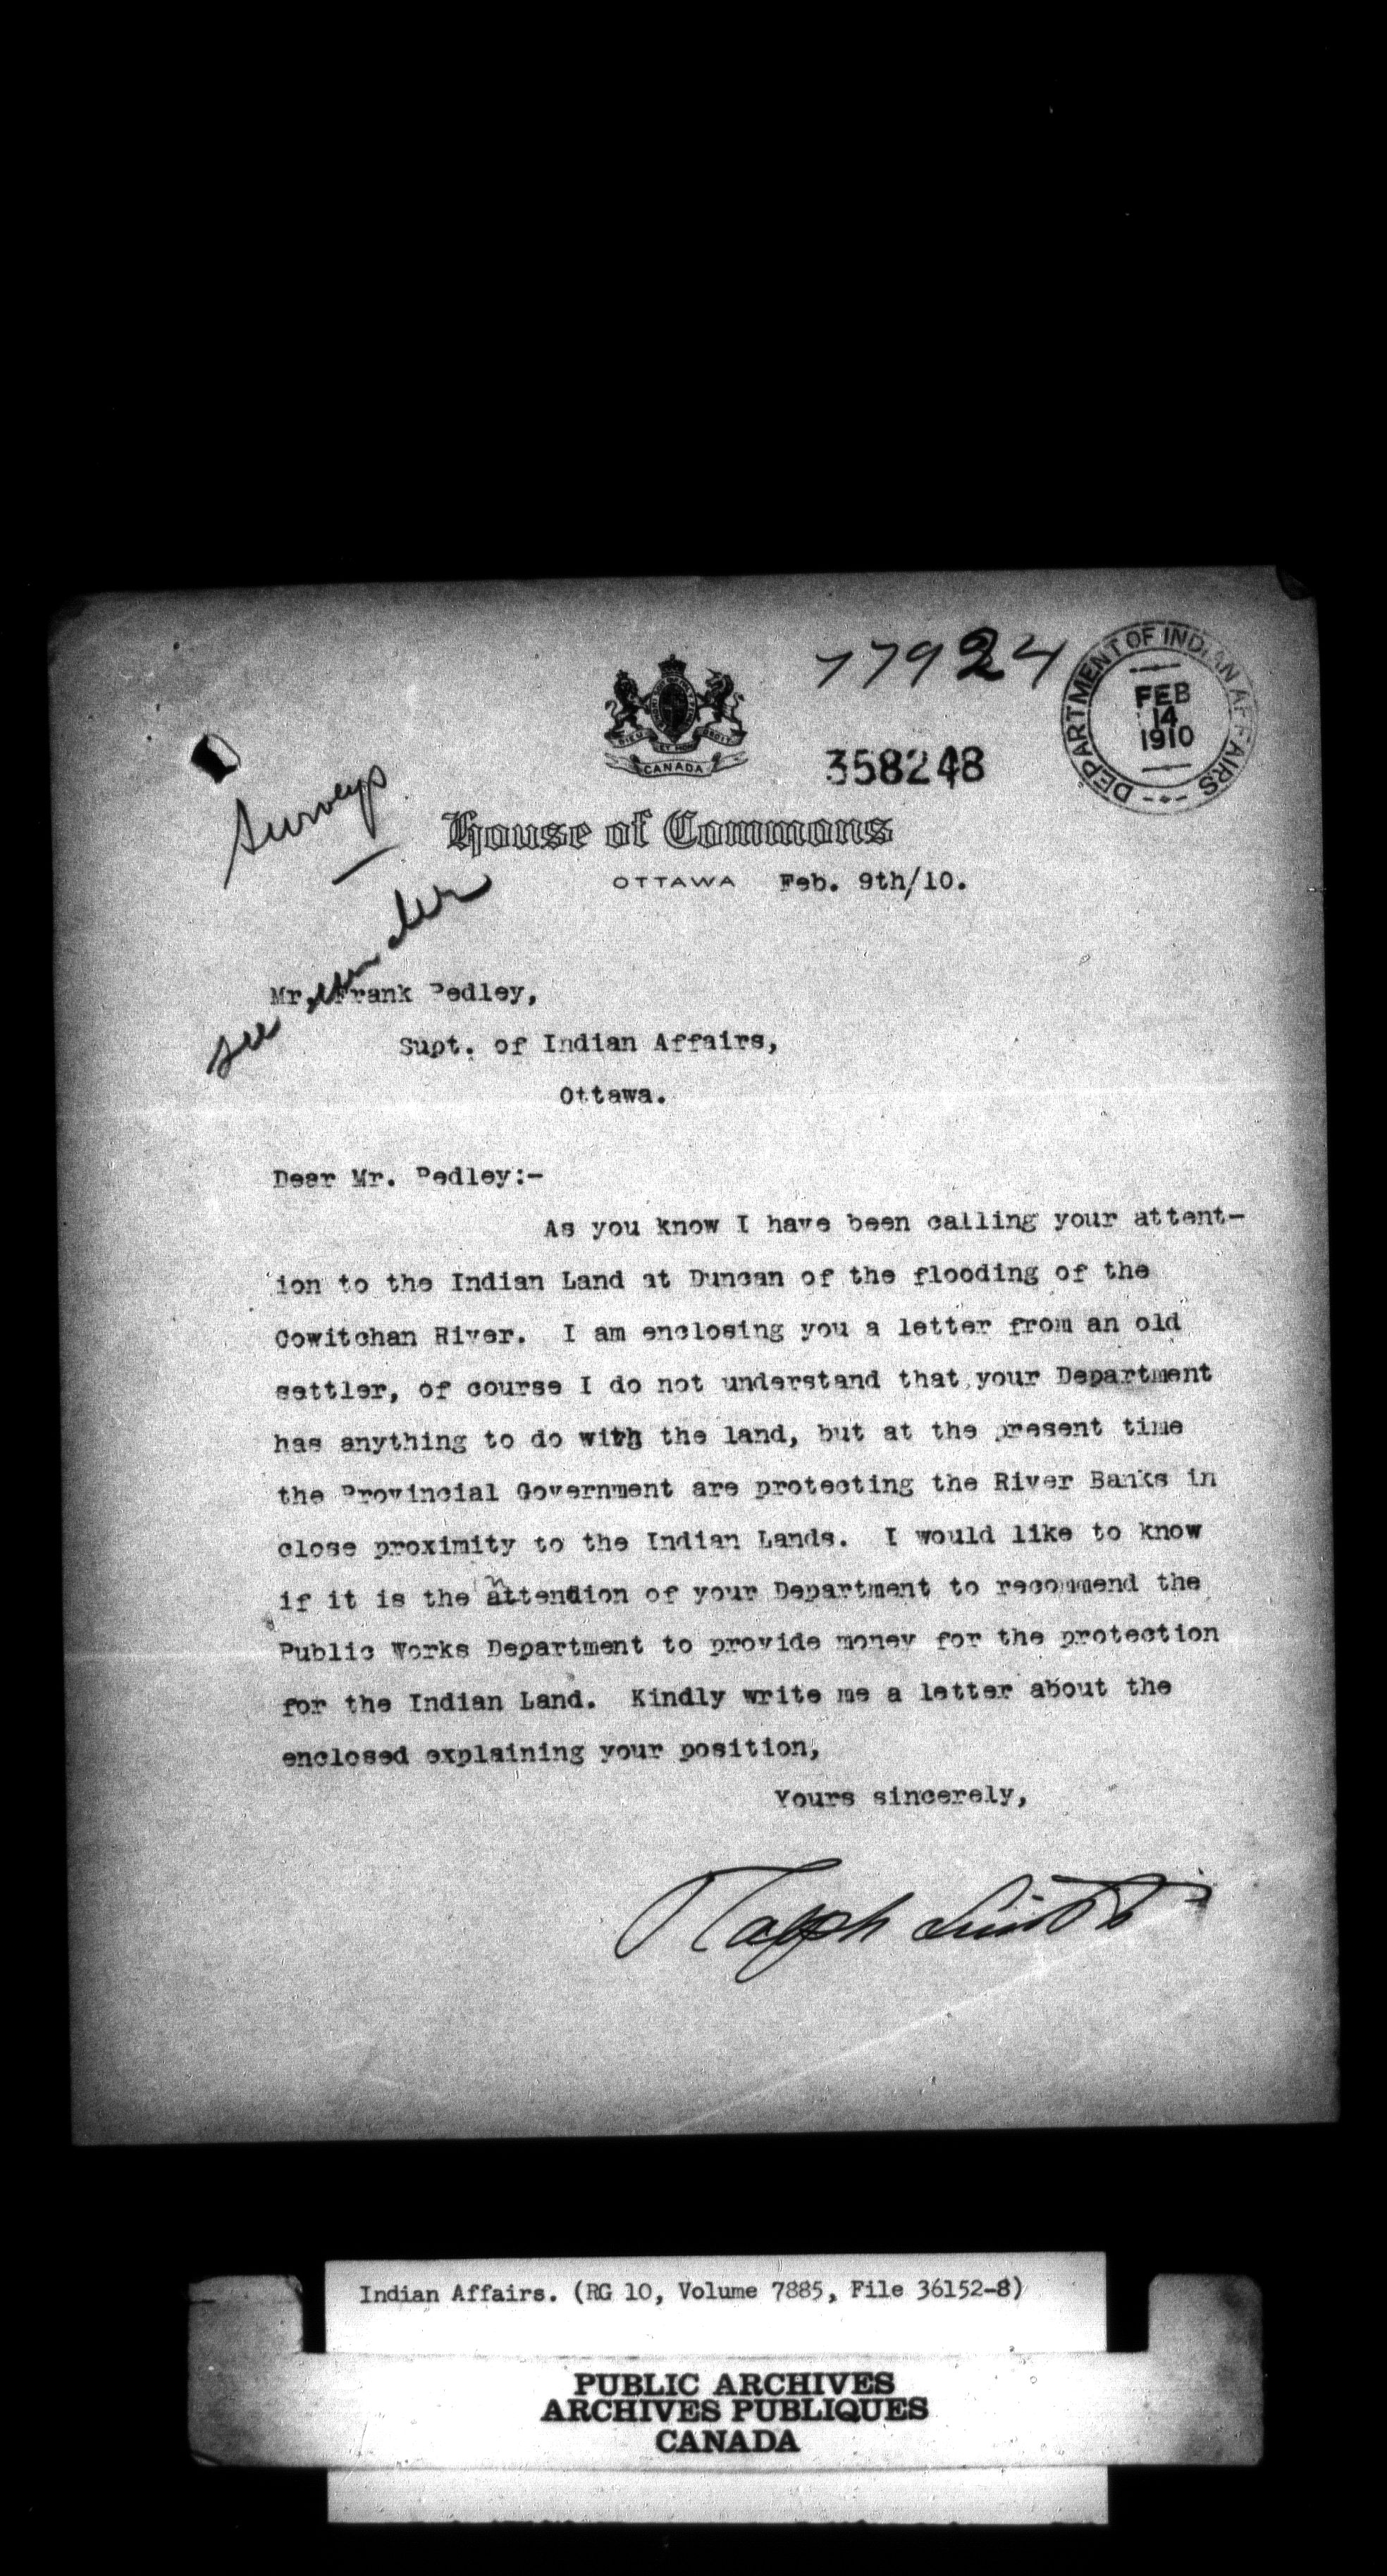 77924
DEPARTMENT OF INDIAN AFFAIRS
FEB
14
1910
DIEU ET MON DROIT
CANADA
358248
Surveys
House of Commons
OTTAWA Feb. 9th/10.
see under
Mr, Frank Pedley,
Supt. of Indian Affairs,
Ottawa.
Dear Mr. Pedley:-
As you know I have been calling your attent-
ion to the Indian Land at Duncan of the flooding of the
Cowitchan River. I am enclosing you a letter from an old
settler, of course I do not understand that your Department
has anything to do with the land, but at the present time
the Provincial Government are protecting the River Banks in
close proximity to the Indian Lands. I would like to know
if it is the attention of your Department to recommend the
Public Works Department to provide money for the protection
for the Indian Land. Kindly write me a letter about the
enclosed explaining your position,
Yours sincerely,
Ralph Smith
Indian Affairs. (RG 10, Volume 7885, File 36152-8)
PUBLIC ARCHIVES
ARCHIVES PUBLIQUES
CANADA